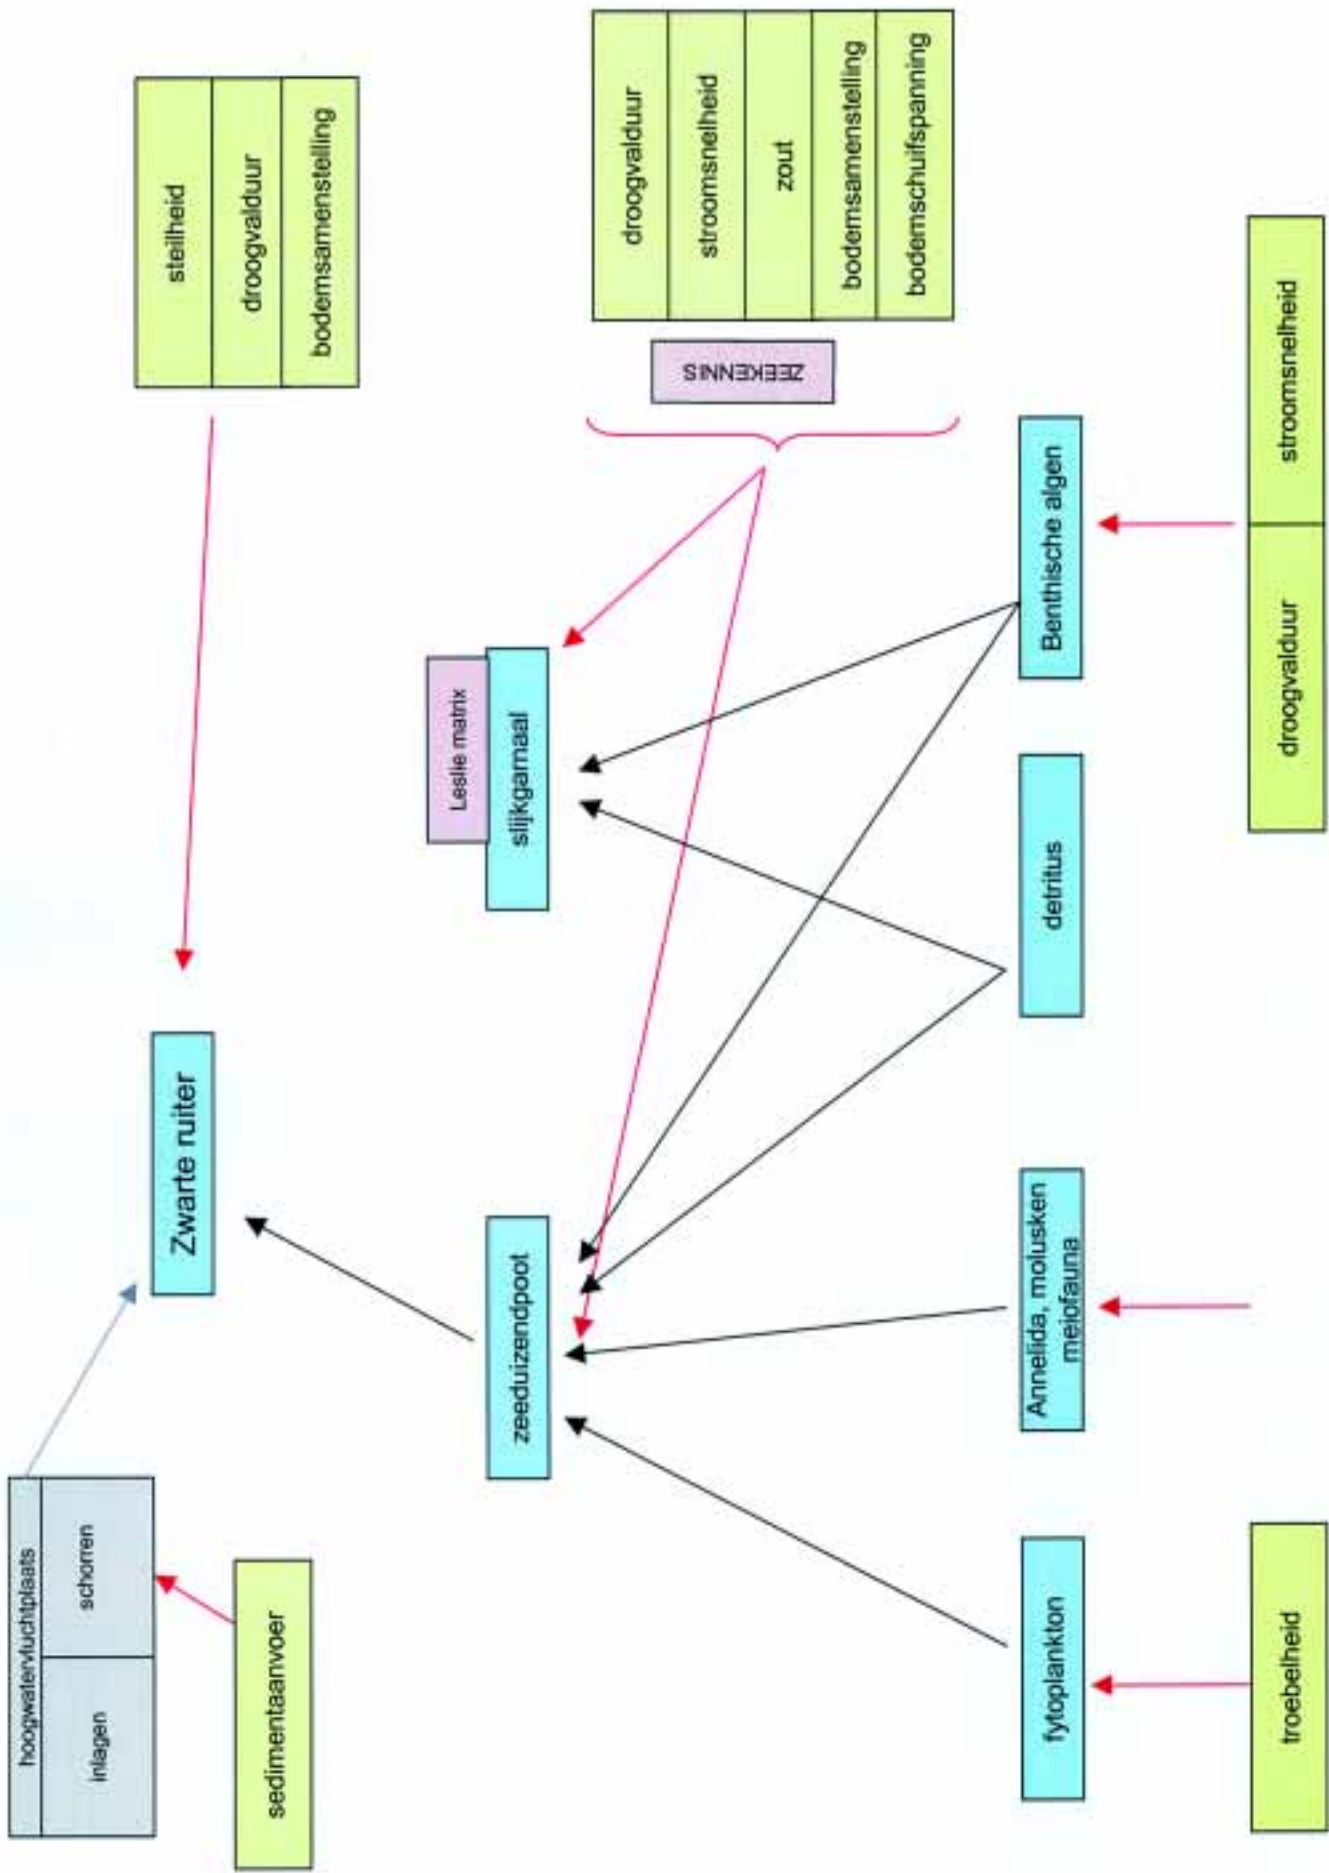 hoogwatervluchtplaats
inlagen
schorren
sedimentaanvoer
Zwarte ruiter
steilheid
droogvalduur
bodemsamenstelling
zeeduizendpoot
Leslie matrix
slijkgarnaal
ZEEKENNIS
droogvalduur
stroomsnelheid
zout
bodemsamenstelling
bodemschuifspanning
fytoplankton
Annelida, molusken
meiofauna
detritus
Benthische algen
troebelheid
droogvalduur
stroomsnelheid